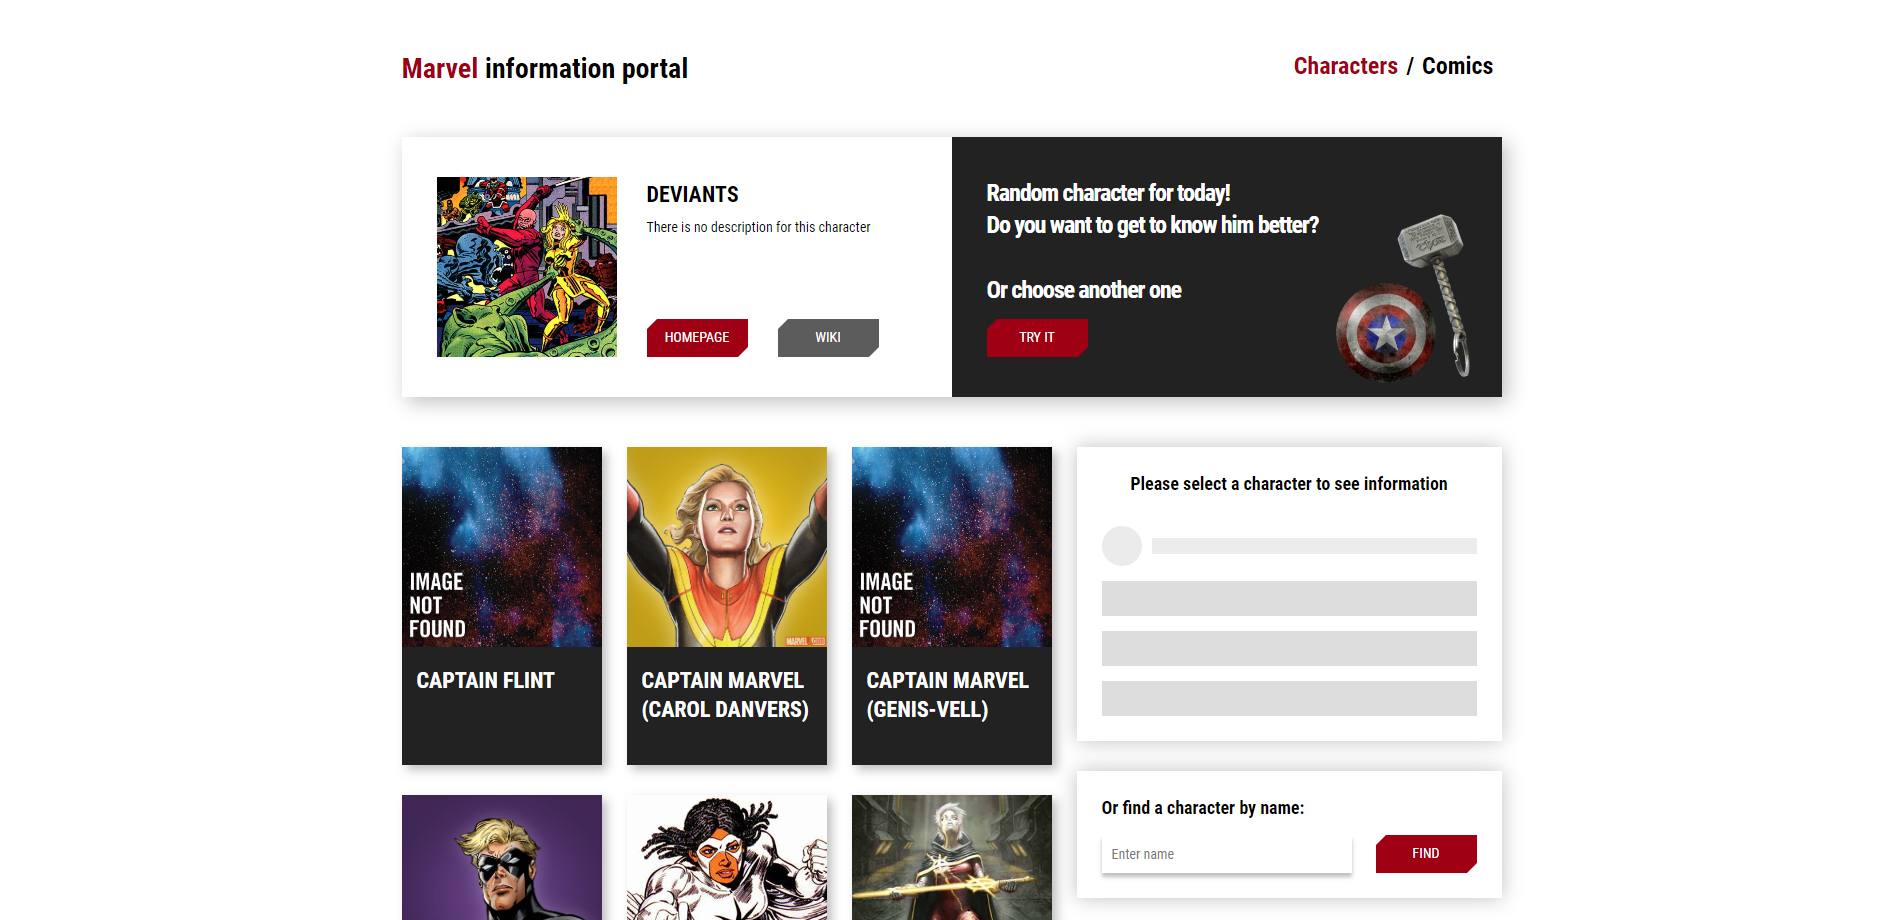 Marvel information portal
Characters / Comics
DEVIANTS
There is no description for this character
HOMEPAGE
WIKI
Random character for today!
Do you want to get to know him better?
Or choose another one
TRY IT
IMAGE
NOT
FOUND
CAPTAIN FLINT
MARVEL
CAPTAIN MARVEL
(CAROL DANVERS)
IMAGE
NOT
FOUND
CAPTAIN MARVEL
(GENIS-VELL)
Please select a character to see information
Or find a character by name:
Enter name
FIND